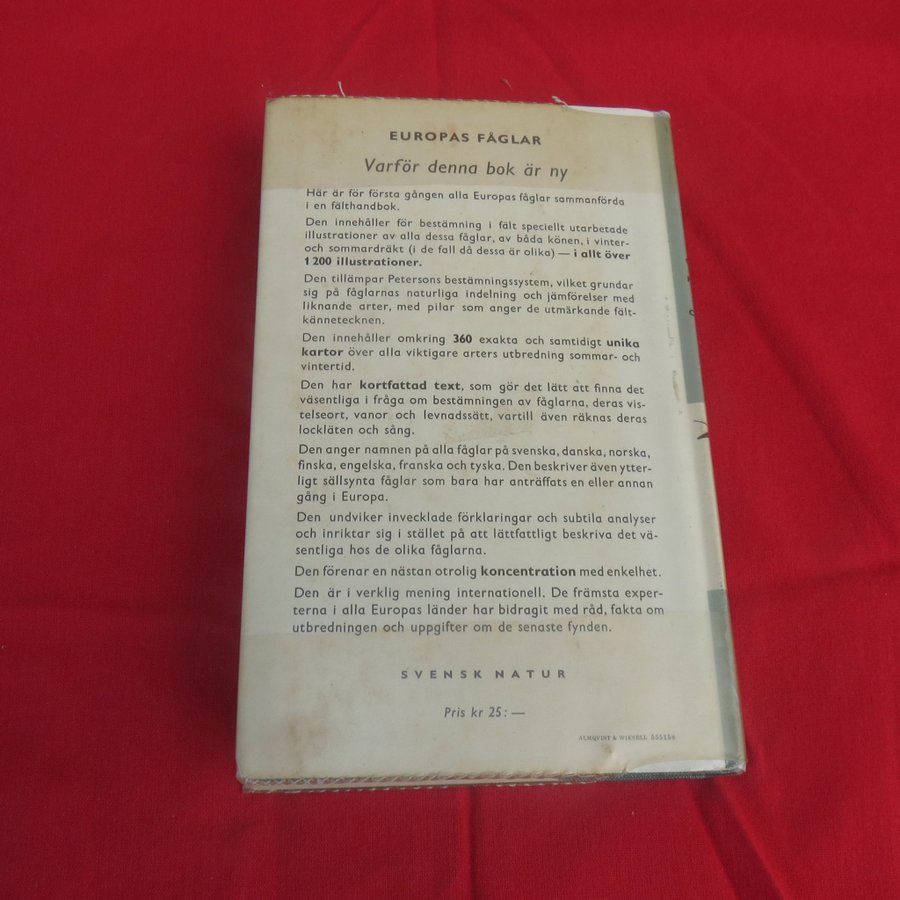 EUROPAS FÅGLAR
Varför denna bok är ny
Här är för första gången alla Europas fåglar sammanförda
i en fälthandbok.
Den innehåller för bestämning i fält speciellt utarbetade
illustrationer av alla dessa fåglar, av båda könen, i vinter-
och sommardräkt (i de fall då dessa är olika) — i allt över
1 200 illustrationer.
Den tillämpar Petersons bestämningssystem, vilket grundar
sig på fåglarnas naturliga indelning och jämförelser med
liknande arter, med pilar som anger de utmärkande fält-
kännetecknen.
Den innehåller omkring 360 exakta och samtidigt unika
kartor över alla viktigare arters utbredning sommar- och
vintertid.
Den har kortfattad text, som gör det lätt att finna det
väsentliga i fråga om bestämningen av fåglarna, deras vis-
telseort, vanor och levnadssätt, vartill även räknas deras
lockläten och sång.
Den anger namnen på alla fåglar på svenska, danska, norska,
finska, engelska, franska och tyska. Den beskriver även ytter-
ligt sällsynta fåglar som bara har anträffats en eller annan
gång i Europa.
Den undviker invecklade förklaringar och subtila analyser
och inriktar sig i stället på att lättfattligt beskriva det vä-
sentliga hos de olika fåglarna.
Den förenar en nästan otrolig koncentration med enkelhet.
Den är i verklig mening internationell. De främsta exper-
terna i alla Europas länder har bidragit med råd, fakta om
utbredningen och uppgifter om de senaste fynden.
SVENSK NATUR
Pris kr 25: —
ALMQVIST & WIKSELL 555156